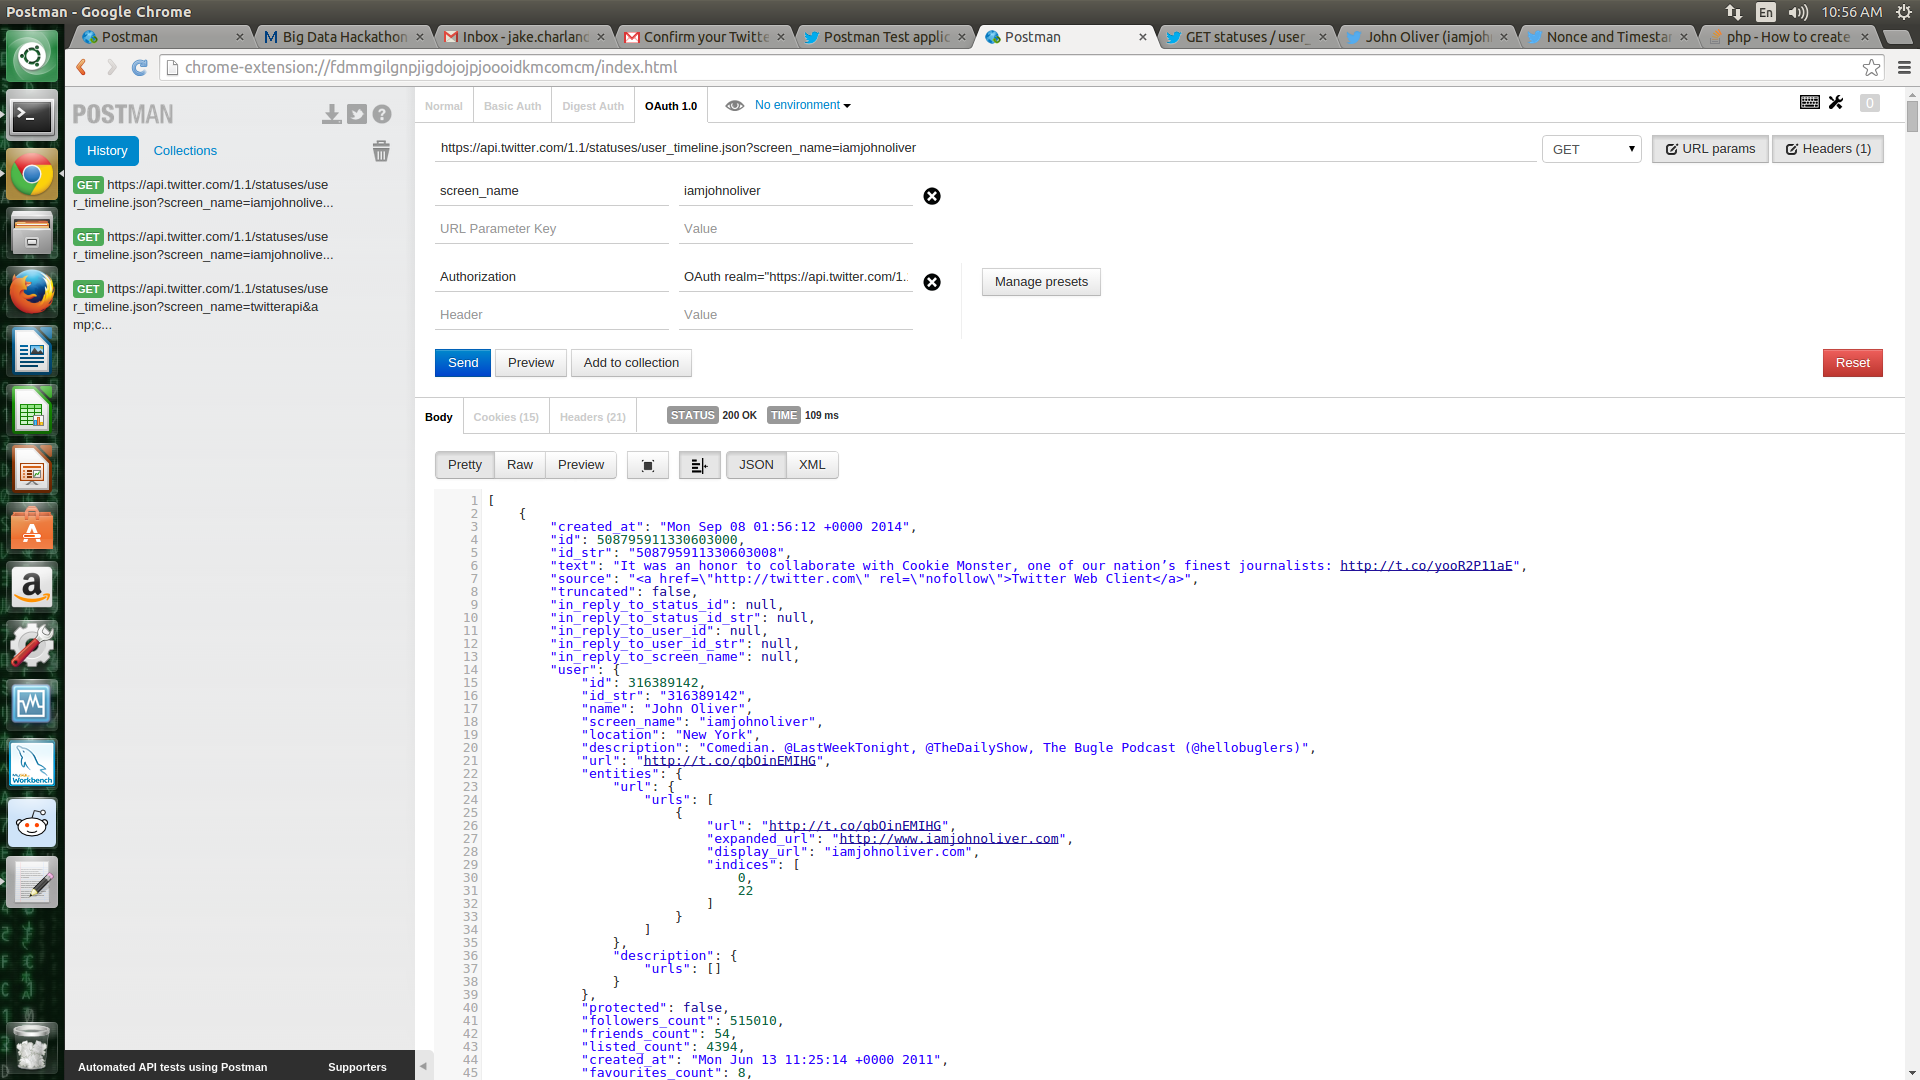 Postman - Google Chrome
En
10:56 AM
Postman
Big Data Hackathon
Inbox - jake.charlan
Confirm your Twitte
Postman Test applic
Postman
GET statuses / user_
John Oliver (iamjohn
Nonce and Timestar
php - How to create
chrome-extension://fdmmgilgnpjigdojojpjoooidkmcomcm/index.html
POSTMAN
History
Collections
GET https://api.twitter.com/1.1/statuses/use
r_timeline.json?screen_name=iamjohnolive...
GET https://api.twitter.com/1.1/statuses/use
r_timeline.json?screen_name=iamjohnolive...
GET https://api.twitter.com/1.1/statuses/use
r_timeline.json?screen_name=twitterapi&a
mp;c...
Automated API tests using Postman
Supporters
Normal
Basic Auth
Digest Auth
OAuth 1.0
No environment
0
https://api.twitter.com/1.1/statuses/user_timeline.json?screen_name=iamjohnoliver
GET
URL params
Headers (1)
screen_name
iamjohnoliver
URL Parameter Key
Value
Authorization
OAuth realm="https://api.twitter.com/1..
Manage presets
Header
Value
Send
Preview
Add to collection
Reset
Body
Cookies (15)
Headers (21)
STATUS 200 OK
TIME 109 ms
Pretty
Raw
Preview
JSON
XML
1 [
2 {
3 "created_at": "Mon Sep 08 01:56:12 +0000 2014",
4 "id": 508795911330603000,
5 "id_str": "508795911330603008",
6 "text": "It was an honor to collaborate with Cookie Monster, one of our nation’s finest journalists: http://t.co/yooR2P11aE",
7 "source": "<a href=\"http://twitter.com\" rel=\"nofollow\">Twitter Web Client</a>",
8 "truncated": false,
9 "in_reply_to_status_id": null,
10 "in_reply_to_status_id_str": null,
11 "in_reply_to_user_id": null,
12 "in_reply_to_user_id_str": null,
13 "in_reply_to_screen_name": null,
14 "user": {
15 "id": 316389142,
16 "id_str": "316389142",
17 "name": "John Oliver",
18 "screen_name": "iamjohnoliver",
19 "location": "New York",
20 "description": "Comedian. @LastWeekTonight, @TheDailyShow, The Bugle Podcast (@hellobuglers)",
21 "url": "http://t.co/qbOinEMIHG",
22 "entities": {
23 "url": {
24 "urls": [
25 {
26 "url": "http://t.co/qbOinEMIHG",
27 "expanded_url": "http://www.iamjohnoliver.com",
28 "display_url": "iamjohnoliver.com",
29 "indices": [
30 0,
31 22
32 ]
33 }
34 ]
35 },
36 "description": {
37 "urls": []
38 }
39 },
40 "protected": false,
41 "followers_count": 515010,
42 "friends_count": 54,
43 "listed_count": 4394,
44 "created_at": "Mon Jun 13 11:25:14 +0000 2011",
45 "favourites_count": 8,